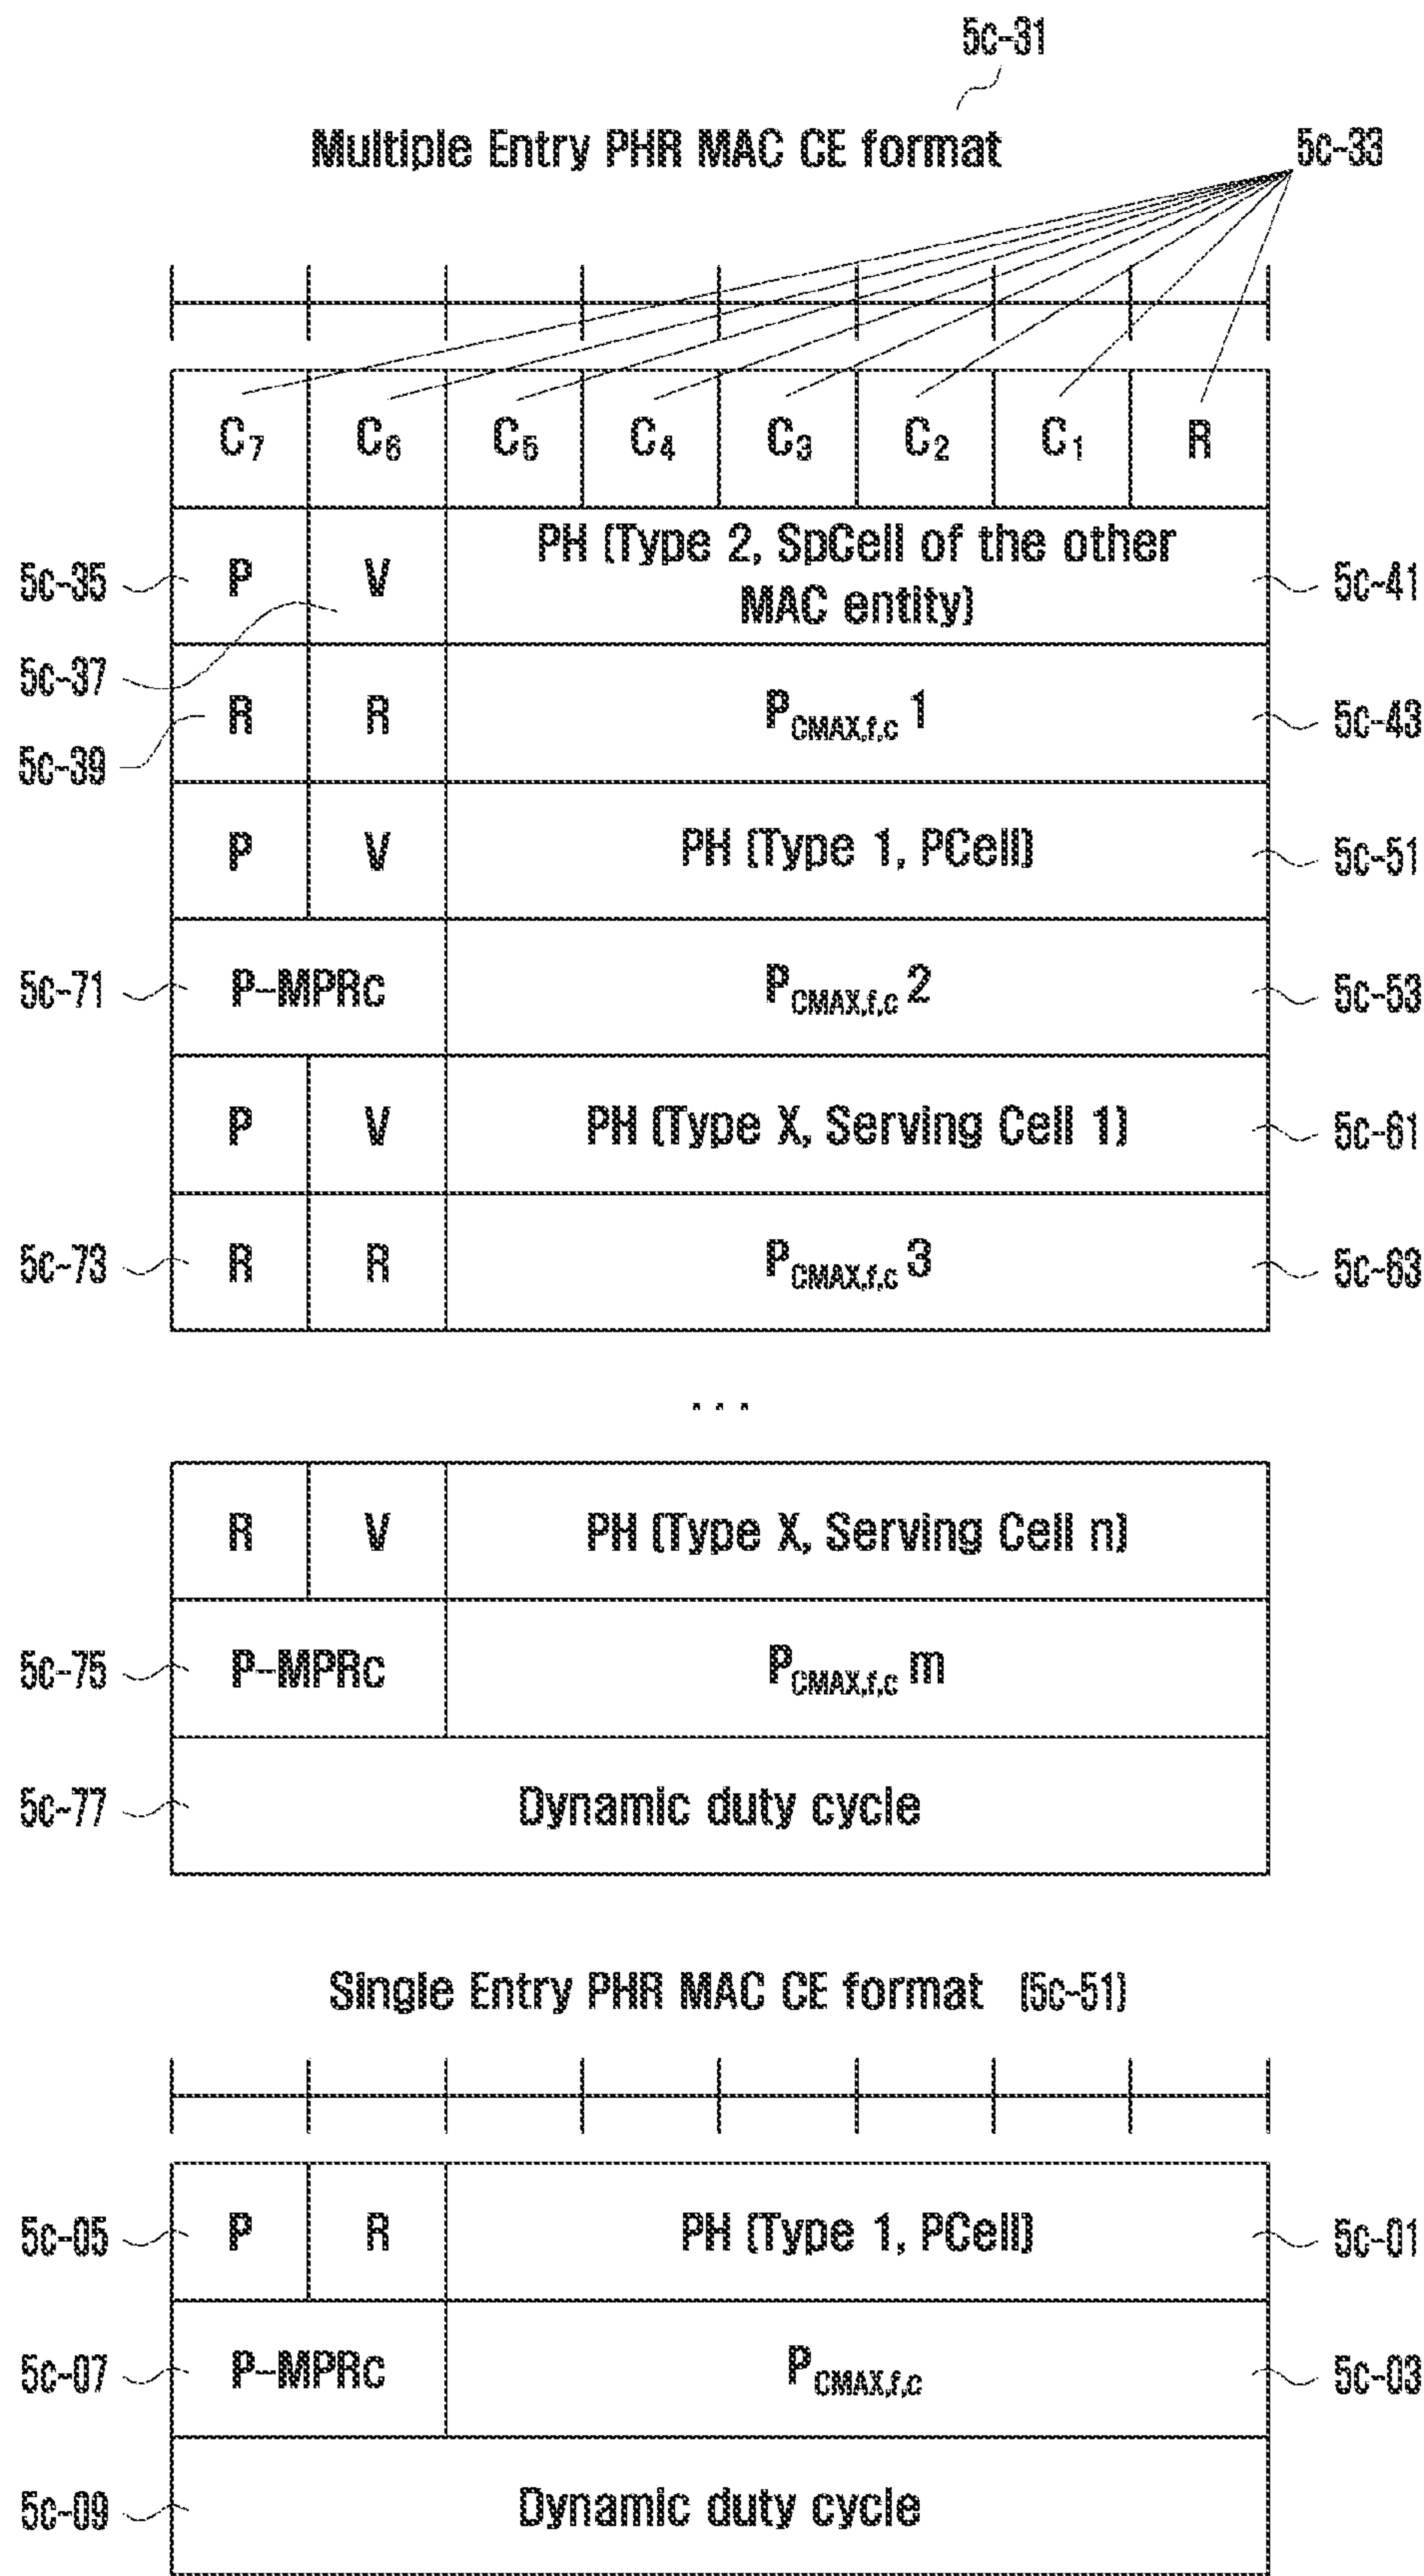 5c-31
Multiple Entry PHR MAC CE format
5c-33
C7 C6 C5 C4 C3 C2 C1 R
5c-35 P V PH (Type 2, SpCell of the other MAC entity) 5c-41
5c-37
5c-39 R R PCMAX,f,c 1 5c-43
P V PH (Type 1, PCell) 5c-51
5c-71 P-MPRc PCMAX,f,c 2 5c-53
P V PH (Type X, Serving Cell 1) 5c-61
5c-73 R R PCMAX,f,c 3 5c-63
...
R V PH (Type X, Serving Cell n)
5c-75 P-MPRc PCMAX,f,c m
5c-77 Dynamic duty cycle
Single Entry PHR MAC CE format (5c-51)
5c-05 P R PH (Type 1, PCell) 5c-01
5c-07 P-MPRc PCMAX,f,c 5c-03
5c-09 Dynamic duty cycle